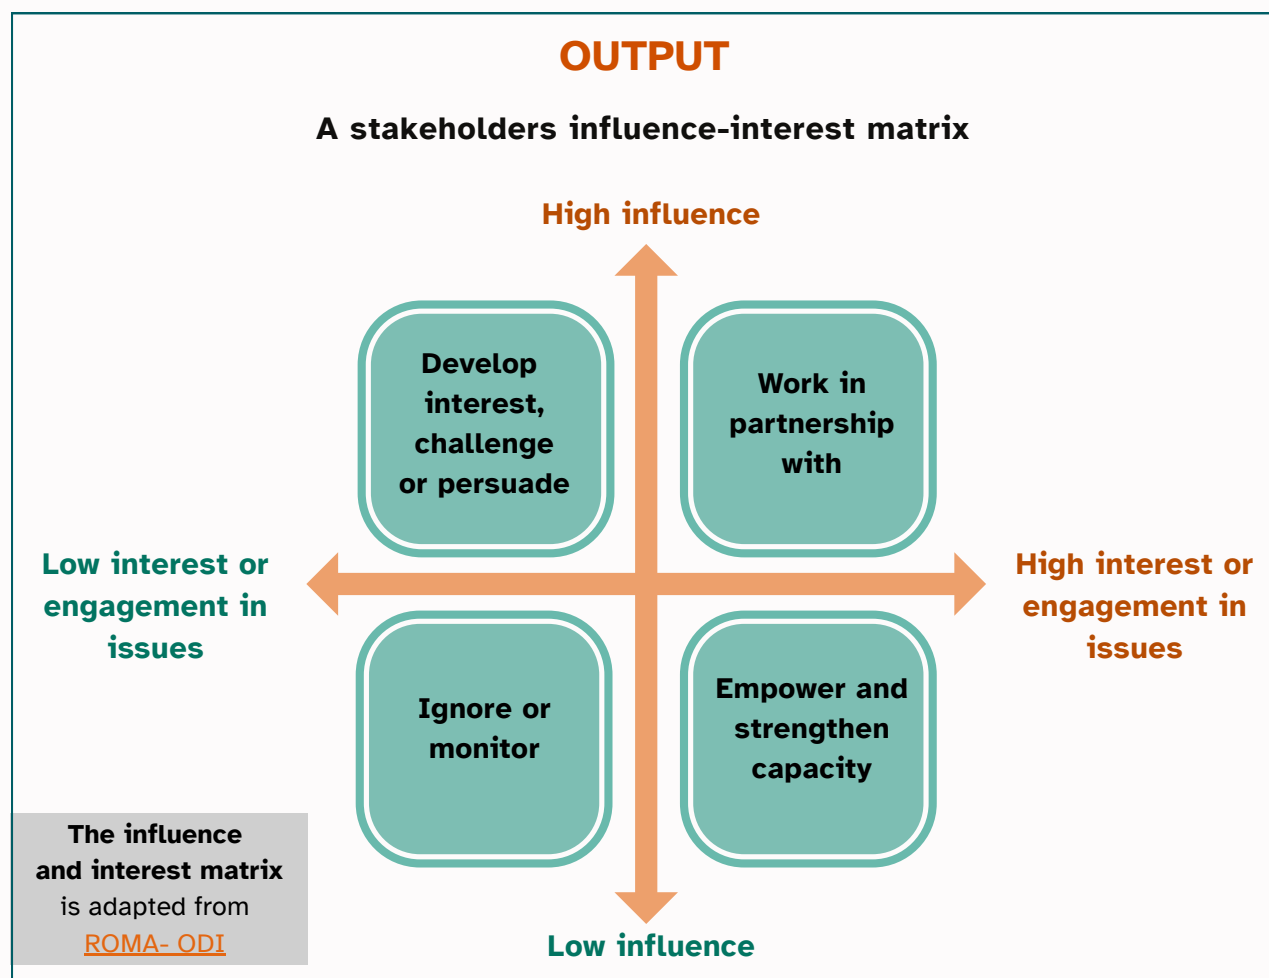 OUTPUT
A stakeholders influence-interest matrix
High influence
Develop
interest,
challenge
or persuade
Work in
partnership
with
Low interest or
engagement in
issues
High interest or
engagement in
issues
Ignore or
monitor
Empower and
strengthen
capacity
The influence
and interest matrix
is adapted from
ROMA- ODI
Low influence